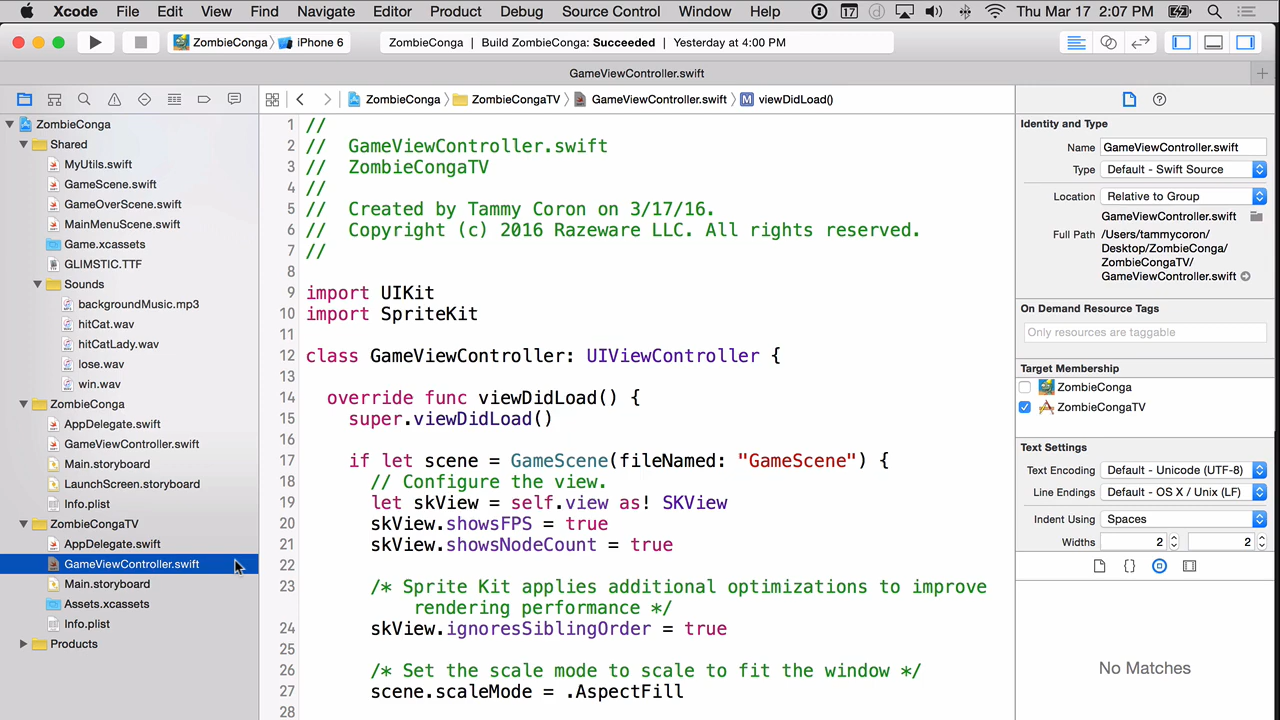 Xcode File Edit View Find Navigate Editor Product Debug Source Control Window Help 17 Thu Mar 17 2:07 PM
ZombieConga iPhone 6 ZombieConga | Build ZombieConga: Succeeded | Yesterday at 4:00 PM
GameViewController.swift
ZombieConga ZombieCongaTV GameViewController.swift M viewDidLoad()
ZombieConga
Shared
MyUtils.swift
GameScene.swift
GameOverScene.swift
MainMenuScene.swift
Game.xcassets
GLIMSTIC.TTF
Sounds
backgroundMusic.mp3
hitCat.wav
hitCatLady.wav
lose.wav
win.wav
ZombieConga
AppDelegate.swift
GameViewController.swift
Main.storyboard
LaunchScreen.storyboard
Info.plist
ZombieCongaTV
AppDelegate.swift
GameViewController.swift
Main.storyboard
Assets.xcassets
Info.plist
Products
1 //
2 //  GameViewController.swift
3 //  ZombieCongaTV
4 //
5 //  Created by Tammy Coron on 3/17/16.
6 //  Copyright (c) 2016 Razeware LLC. All rights reserved.
7 //
8
9 import UIKit
10 import SpriteKit
11
12 class GameViewController: UIViewController {
13
14   override func viewDidLoad() {
15     super.viewDidLoad()
16
17     if let scene = GameScene(fileNamed: "GameScene") {
18       // Configure the view.
19       let skView = self.view as! SKView
20       skView.showsFPS = true
21       skView.showsNodeCount = true
22
23       /* Sprite Kit applies additional optimizations to improve
rendering performance */
24       skView.ignoresSiblingOrder = true
25
26       /* Set the scale mode to scale to fit the window */
27       scene.scaleMode = .AspectFill
28
Identity and Type
Name GameViewController.swift
Type Default - Swift Source
Location Relative to Group
GameViewController.swift
Full Path /Users/tammycoron/
Desktop/ZombieConga/
ZombieCongaTV/
GameViewController.swift
On Demand Resource Tags
Only resources are taggable
Target Membership
ZombieConga
ZombieCongaTV
Text Settings
Text Encoding Default - Unicode (UTF-8)
Line Endings Default - OS X / Unix (LF)
Indent Using Spaces
Widths 2 2
No Matches